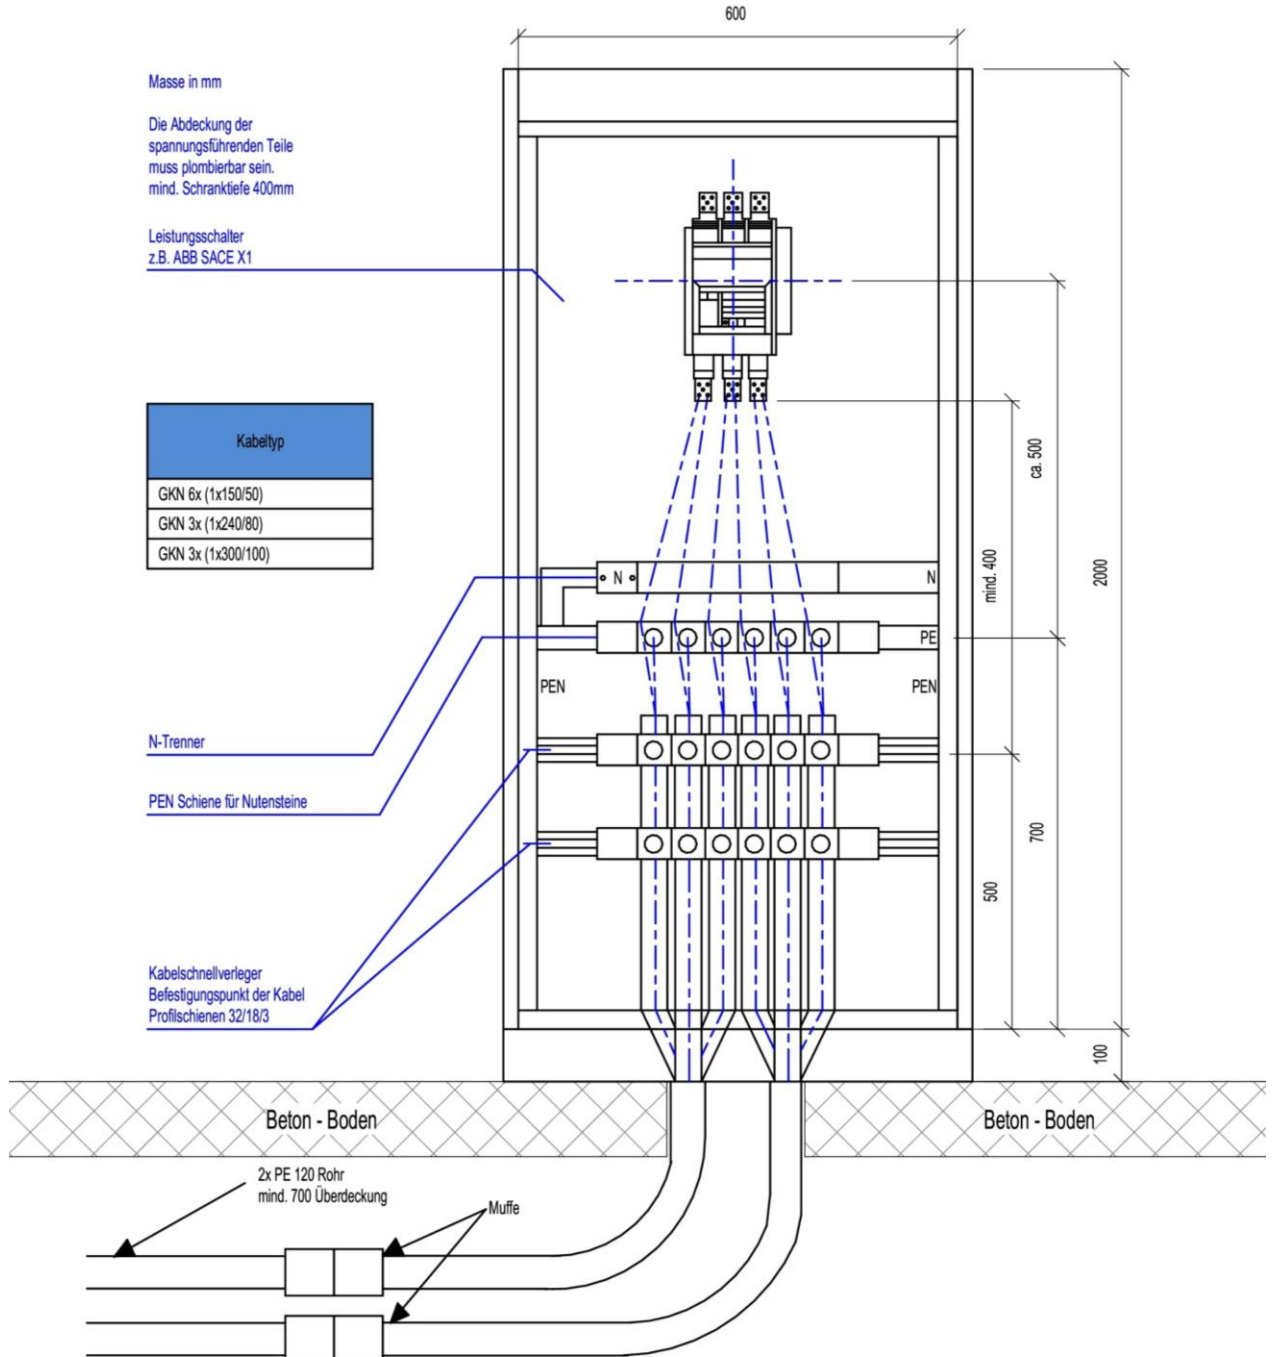 600
Masse in mm
Die Abdeckung der
spannungsführenden Teile
muss plombierbar sein.
mind. Schranktiefe 400mm
Leistungsschalter
z.B. ABB SACE X1
Kabeltyp
GKN 6x (1x150/50)
GKN 3x (1x240/80)
GKN 3x (1x300/100)
ca. 500
mind. 400
2000
N
N
PE
PEN
PEN
N-Trenner
PEN Schiene für Nutensteine
700
500
Kabelschnellverleger
Befestigungspunkt der Kabel
Profilschienen 32/18/3
100
Beton - Boden
Beton - Boden
2x PE 120 Rohr
mind. 700 Überdeckung
Muffe